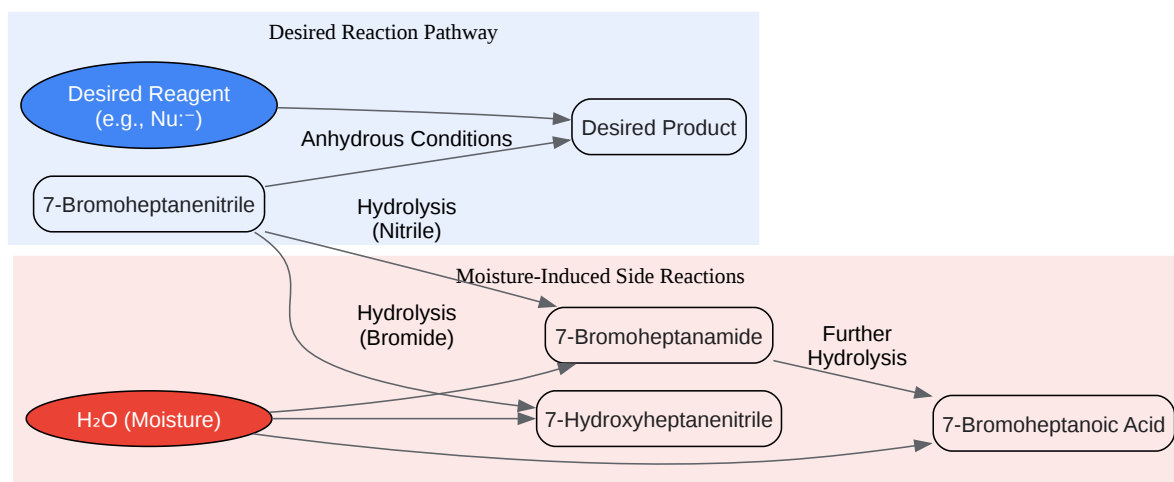 Desired Reaction Pathway
Desired Reagent
(e.g., Nu:⁻)
Desired Product
Anhydrous Conditions
7-Bromoheptanenitrile
Hydrolysis
(Nitrile)
Moisture-Induced Side Reactions
Hydrolysis
(Bromide)
7-Bromoheptanamide
Further
Hydrolysis
H₂O (Moisture)
7-Hydroxyheptanenitrile
7-Bromoheptanoic Acid